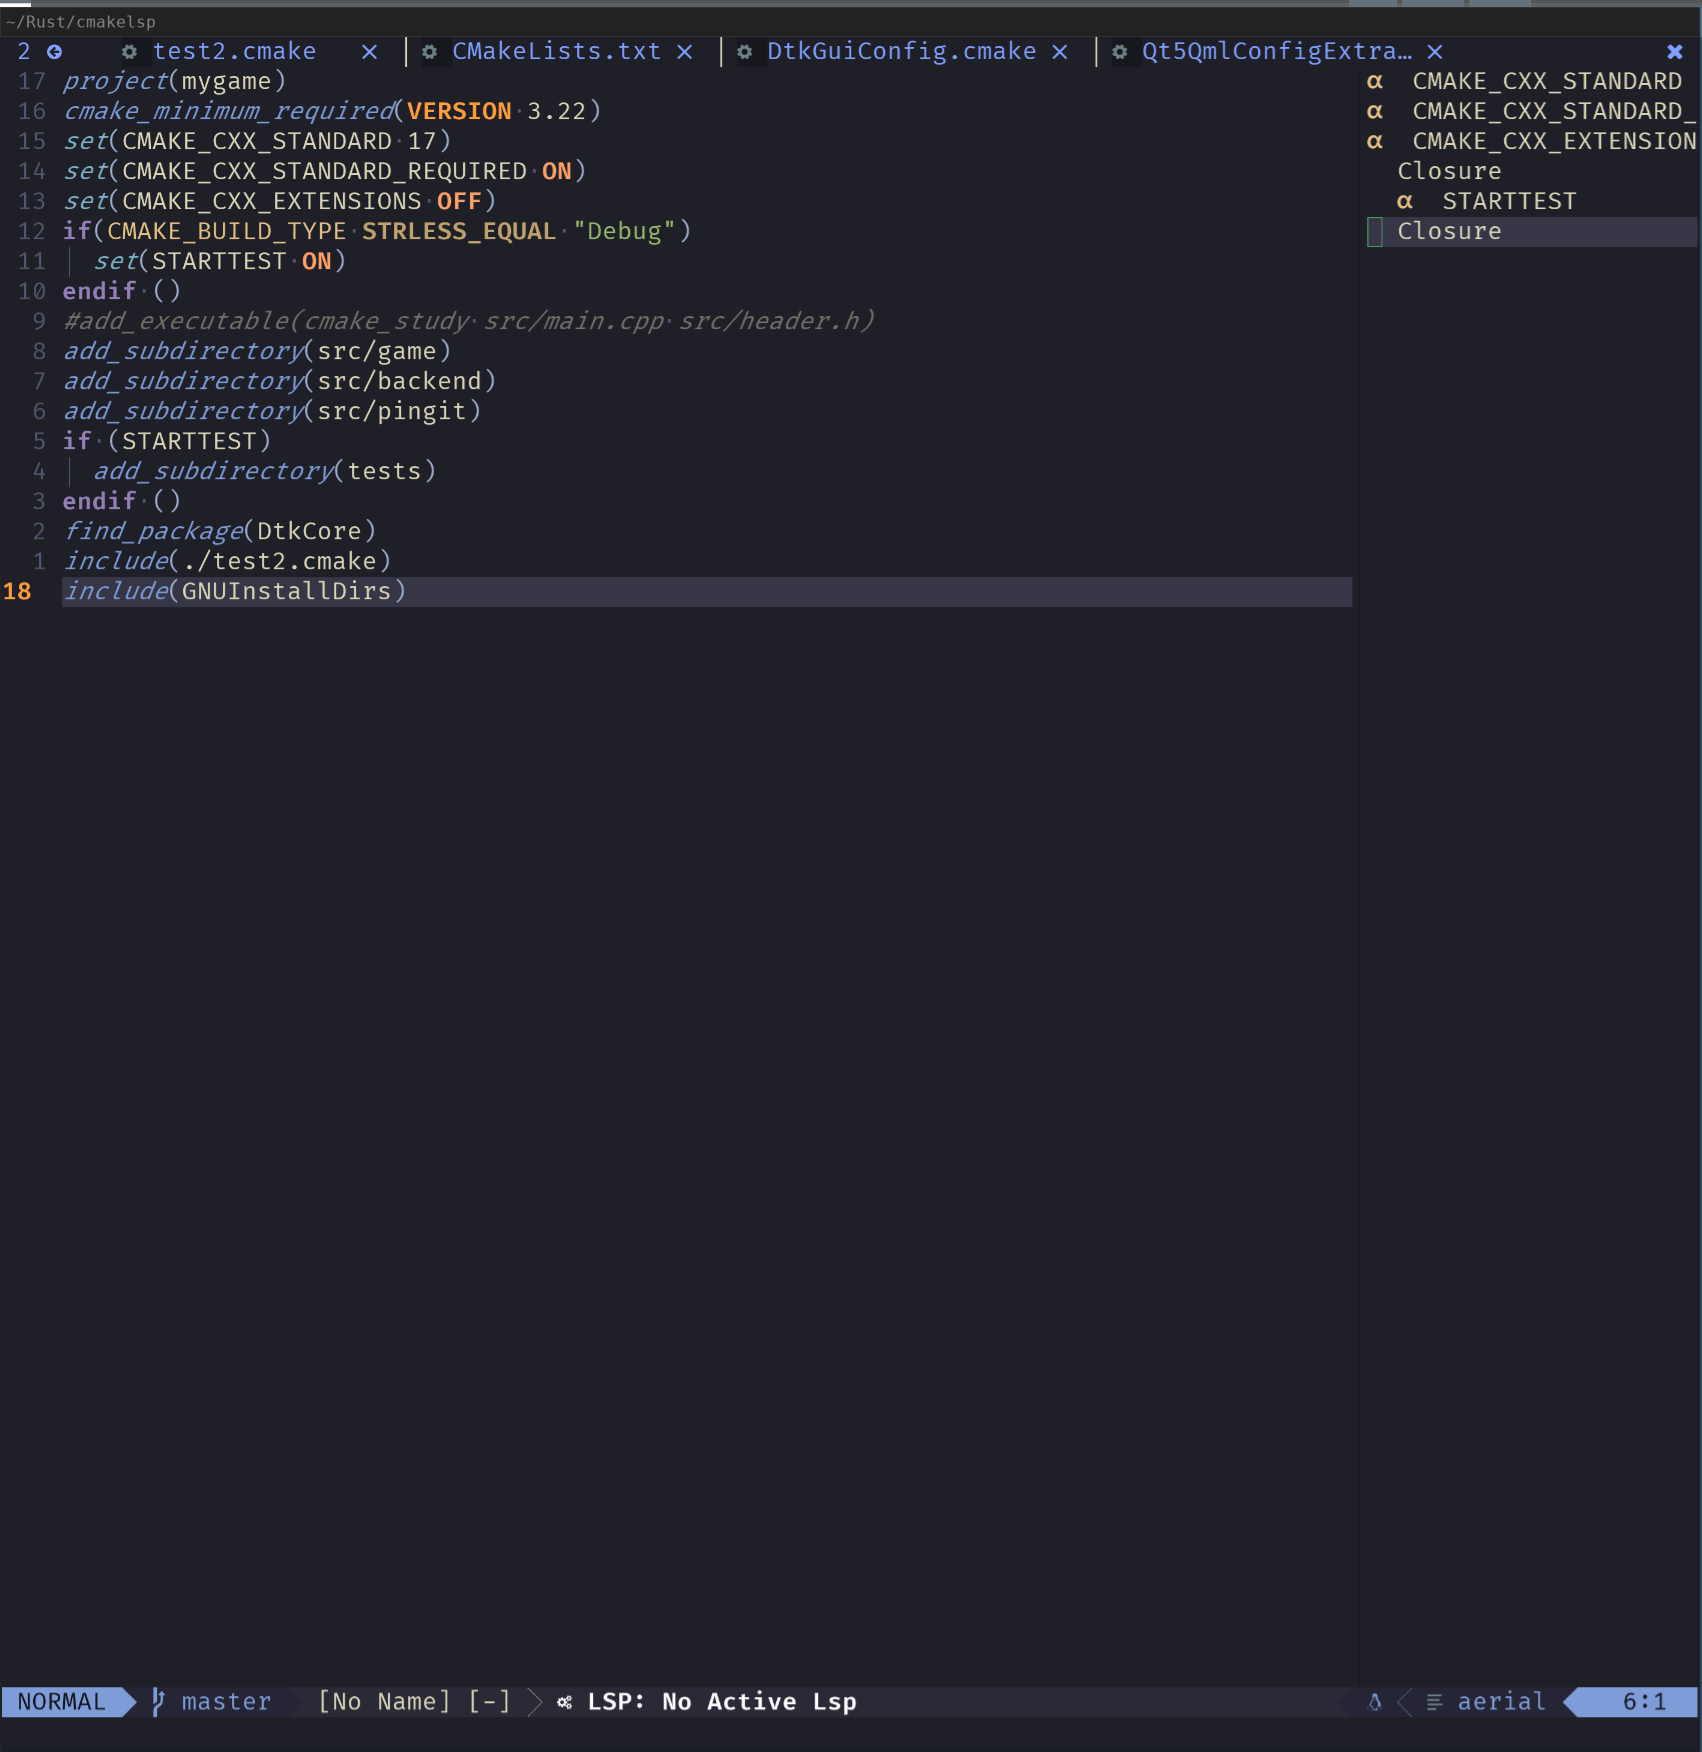 ~/Rust/cmakelsp
2 test2.cmake × CMakeLists.txt × DtkGuiConfig.cmake × Qt5QmlConfigExtra… ×
17 project(mygame)
16 cmake_minimum_required(VERSION·3.22)
15 set(CMAKE_CXX_STANDARD·17)
14 set(CMAKE_CXX_STANDARD_REQUIRED·ON)
13 set(CMAKE_CXX_EXTENSIONS·OFF)
12 if(CMAKE_BUILD_TYPE·STRLESS_EQUAL·"Debug")
11 set(STARTTEST·ON)
10 endif·()
9 #add_executable(cmake_study·src/main.cpp·src/header.h)
8 add_subdirectory(src/game)
7 add_subdirectory(src/backend)
6 add_subdirectory(src/pingit)
5 if·(STARTTEST)
4 add_subdirectory(tests)
3 endif·()
2 find_package(DtkCore)
1 include(./test2.cmake)
18 include(GNUInstallDirs)
α CMAKE_CXX_STANDARD
α CMAKE_CXX_STANDARD_
α CMAKE_CXX_EXTENSION
Closure
α STARTTEST
Closure
NORMAL master [No Name] [-] LSP: No Active Lsp aerial 6:1